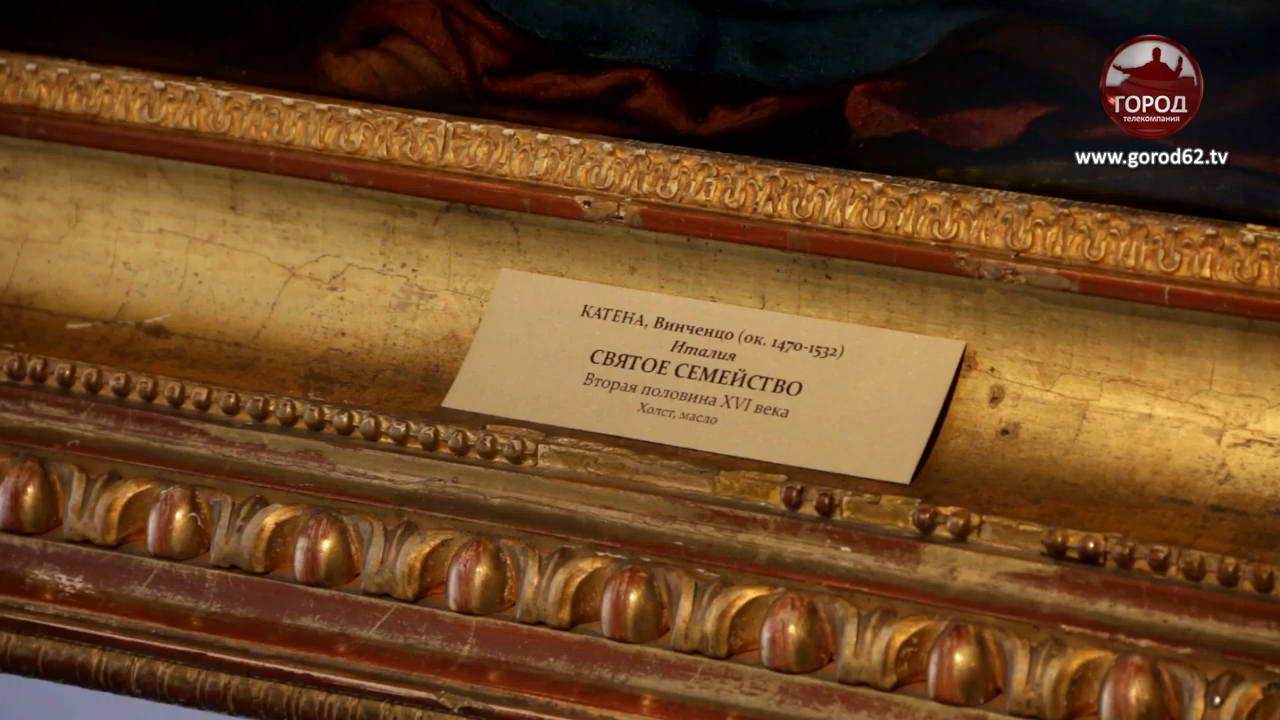 ГОРОД
телекомпания
www.gorod62.tv
КАТЕНА, Винченцо (ок. 1470-1532)
Италия
СВЯТОЕ СЕМЕЙСТВО
Вторая половина XVI века
Холст, масло